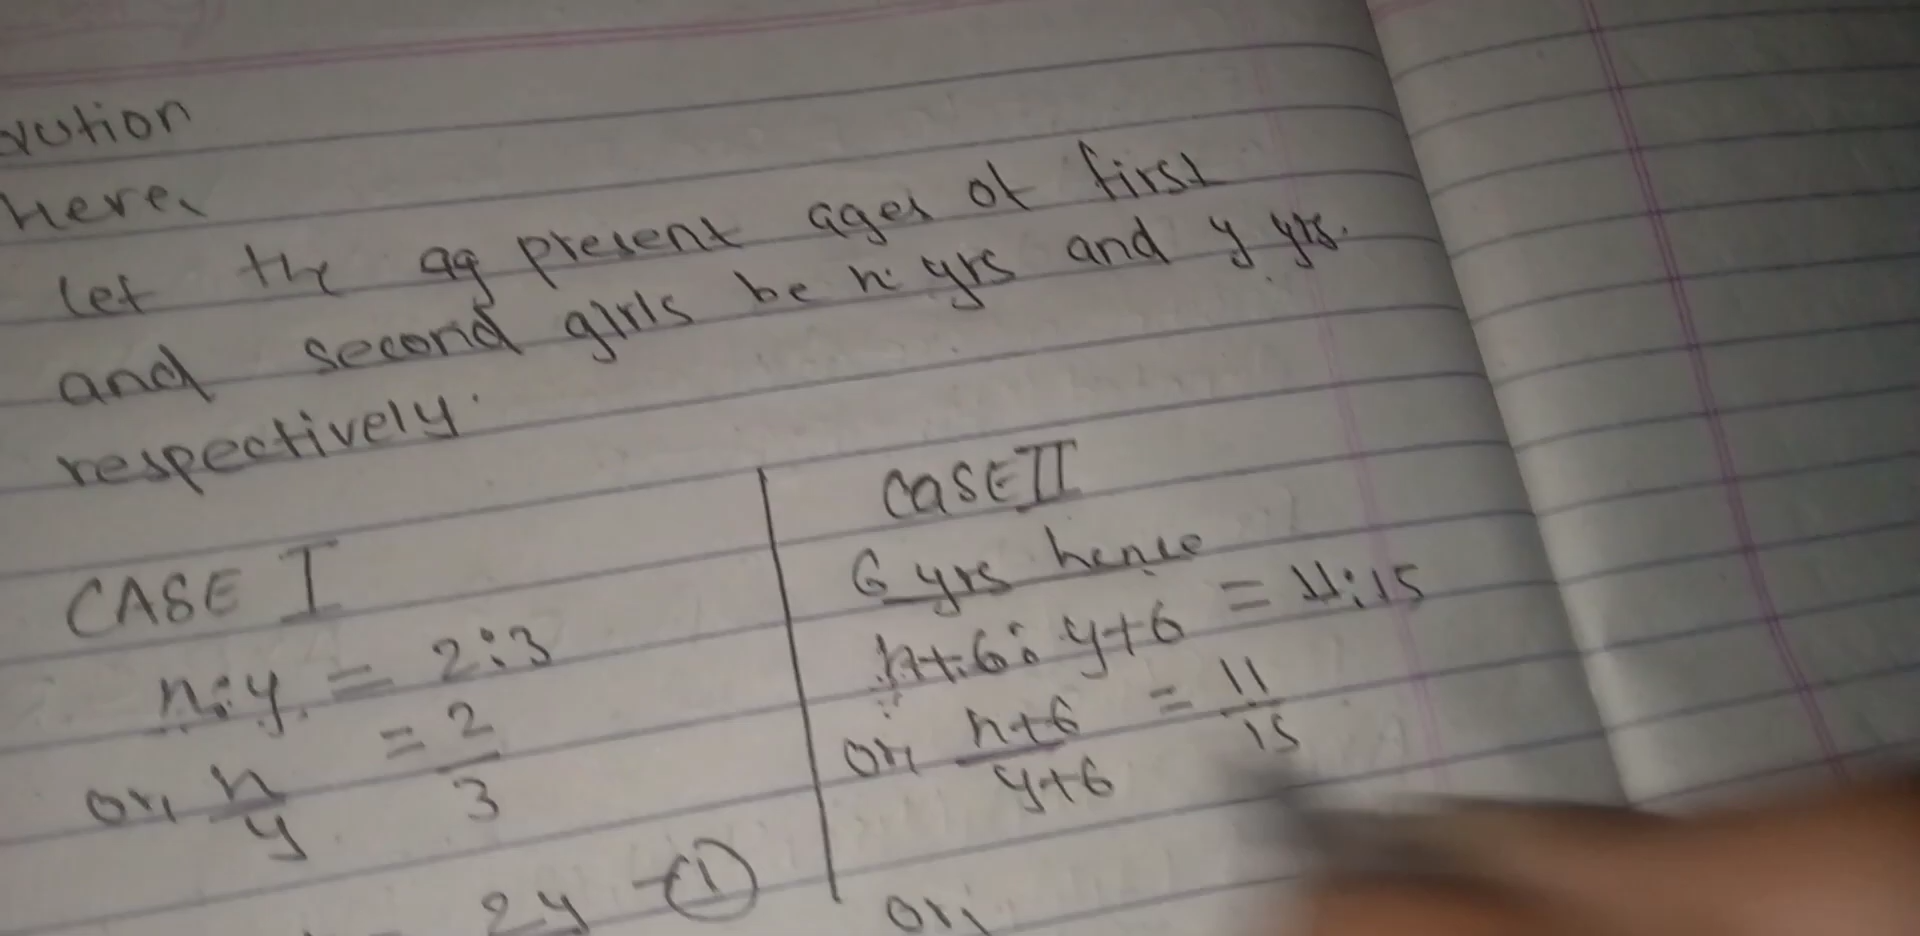 here,
Let the ag present ages of first
and second girls be n yrs and y yrs.
respectively.
CASE I
n:y = 2:3
or, n/y = 2/3
2y -①
CASE II
6 yrs hence
n+6: y+6 = 11:15
or, n+6/y+6 = 11/15
or,